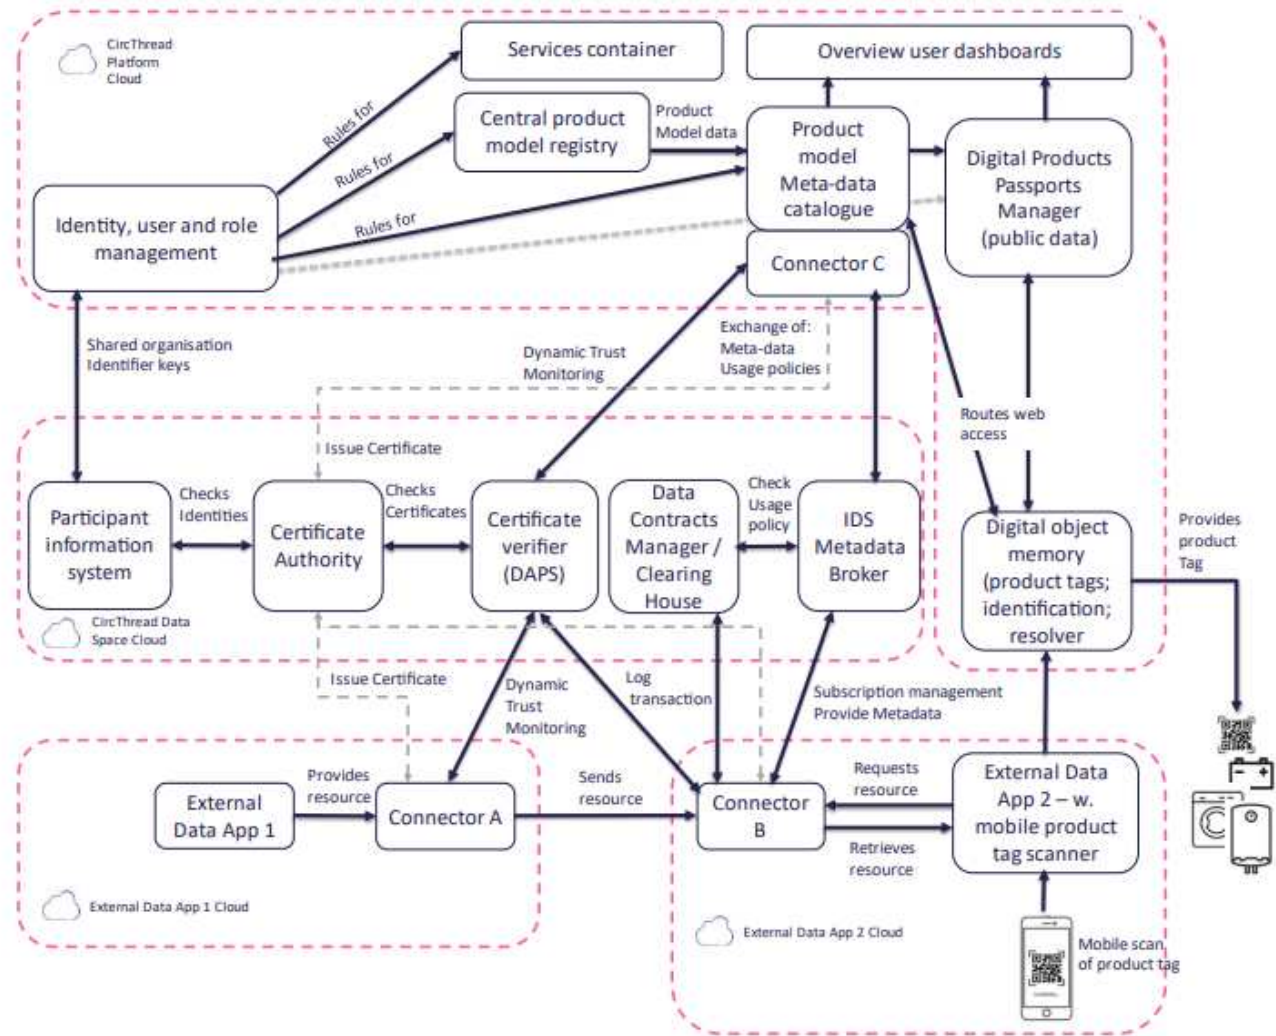 CircThread
Platform
Cloud
Services container
Overview user dashboards
Rules for
Central product
model registry
Product
Model data
Product
model
Meta-data
catalogue
Digital Products
Passports
Manager
(public data)
Rules for
Identity, user and role
management
Rules for
Connector C
Shared organisation
Identifier keys
Dynamic Trust
Monitoring
Exchange of:
Meta-data
Usage policies
Routes web
access
Issue Certificate
Participant
information
system
Checks
Identities
Certificate
Authority
Checks
Certificates
Certificate
verifier
(DAPS)
Data
Contracts
Manager /
Clearing
House
Check
Usage
policy
IDS
Metadata
Broker
Digital object
memory
(product tags;
identification;
resolver
Provides
product
Tag
CircThread Data
Space Cloud
Issue Certificate
Dynamic
Trust
Monitoring
Log
transaction
Subscription management
Provide Metadata
External
Data App 1
Provides
resource
Connector A
Sends
resource
Connector
B
Requests
resource
Retrieves
resource
External Data
App 2 – w.
mobile product
tag scanner
External Data App 1 Cloud
External Data App 2 Cloud
Mobile scan
of product tag